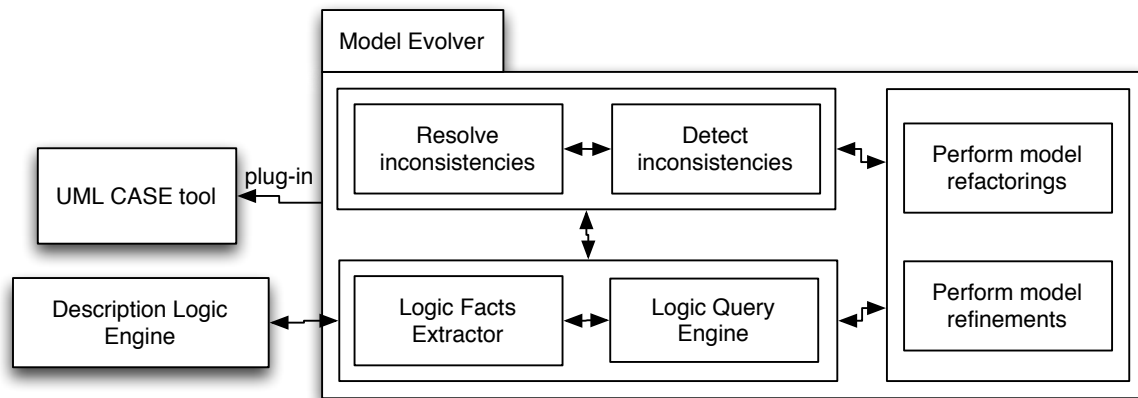 Model Evolver
Resolve
inconsistencies
Detect
inconsistencies
Perform model
refactorings
plug-in
UML CASE tool
Description Logic
Engine
Logic Facts
Extractor
Logic Query
Engine
Perform model
refinements